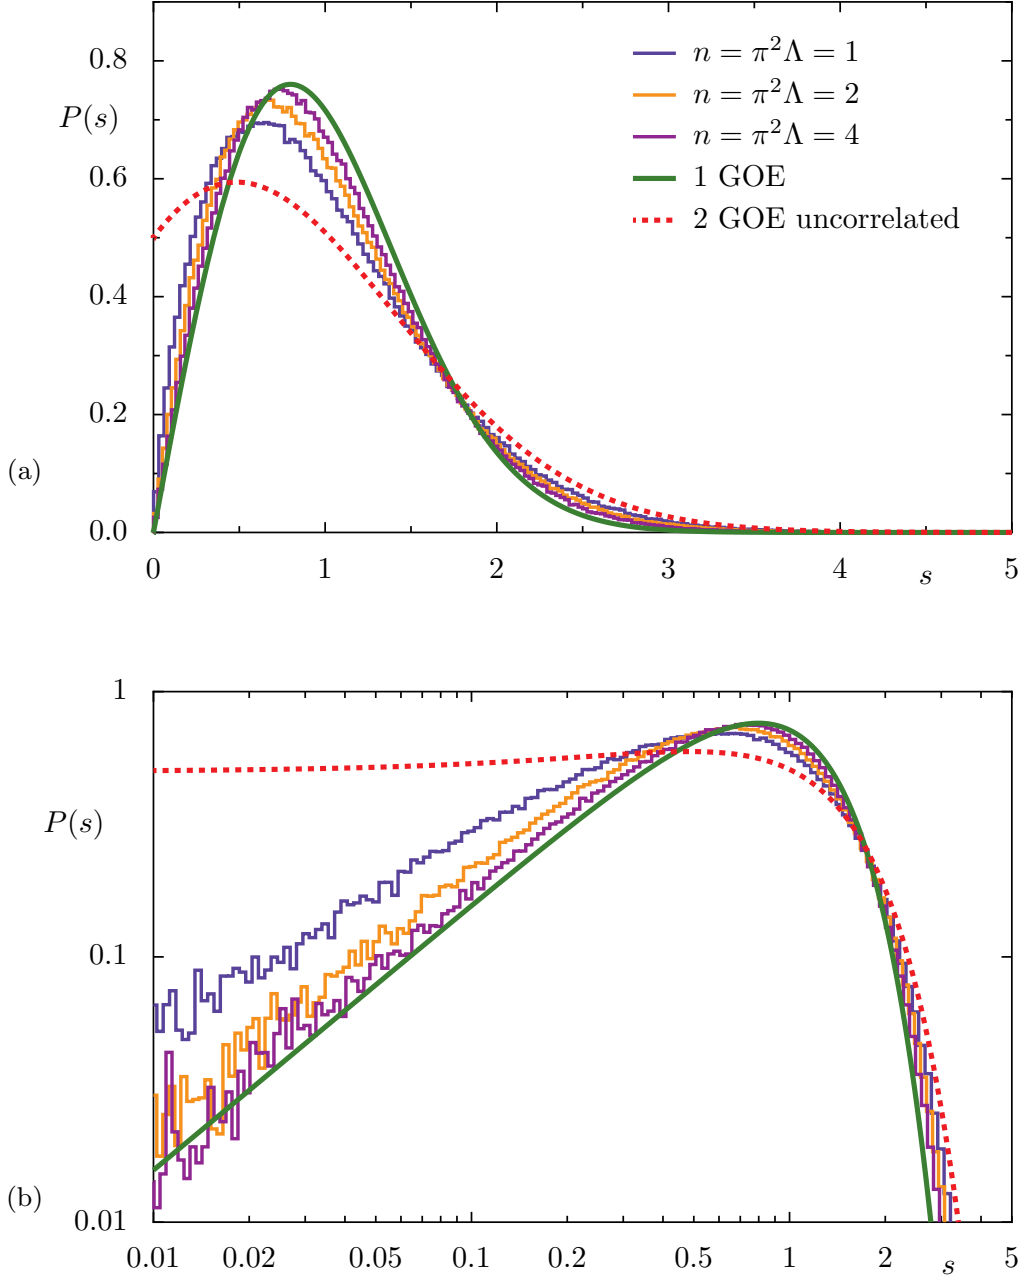 0.8
P(s)
0.6
0.4
0.2
(a)
0.0
0 1 2 3 4 s 5
n = π²Λ = 1
n = π²Λ = 2
n = π²Λ = 4
1 GOE
2 GOE uncorrelated
1
P(s)
0.1
(b)
0.01
0.01 0.02 0.05 0.1 0.2 0.5 1 2 s 5